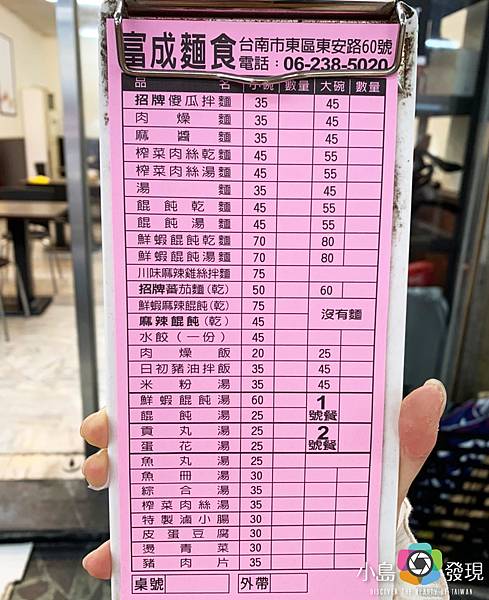 富成麵食 台南市東區東安路60號
電話：06-238-5020
品名 小碗 數量 大碗 數量
招牌傻瓜拌麵 35 45
肉燥麵 35 45
麻醬麵 35 45
榨菜肉絲乾麵 45 55
榨菜肉絲湯麵 45 55
湯麵 35 45
餛飩乾麵 45 55
餛飩湯麵 45 55
鮮蝦餛飩乾麵 70 80
鮮蝦餛飩湯麵 70 80
川味麻辣雞絲拌麵 75
招牌蕃茄麵(乾) 50 60
鮮蝦麻辣餛飩(乾) 75 沒有麵
麻辣餛飩(乾) 45
水餃(一份) 45
肉燥飯 20 25
日初豬油拌飯 35 45
米粉湯 35 45
鮮蝦餛飩湯 60 1
餛飩湯 25 號餐
貢丸湯 25 2
蛋花湯 25 號餐
魚丸湯 25
魚冊湯 30
綜合湯 35
榨菜肉絲湯 35
特製滷小腸 30
皮蛋豆腐 30
燙青菜 30
豬肉片 35
桌號 外帶
小島 發現
DISCOVER THE BEAUTY OF TAIWAN